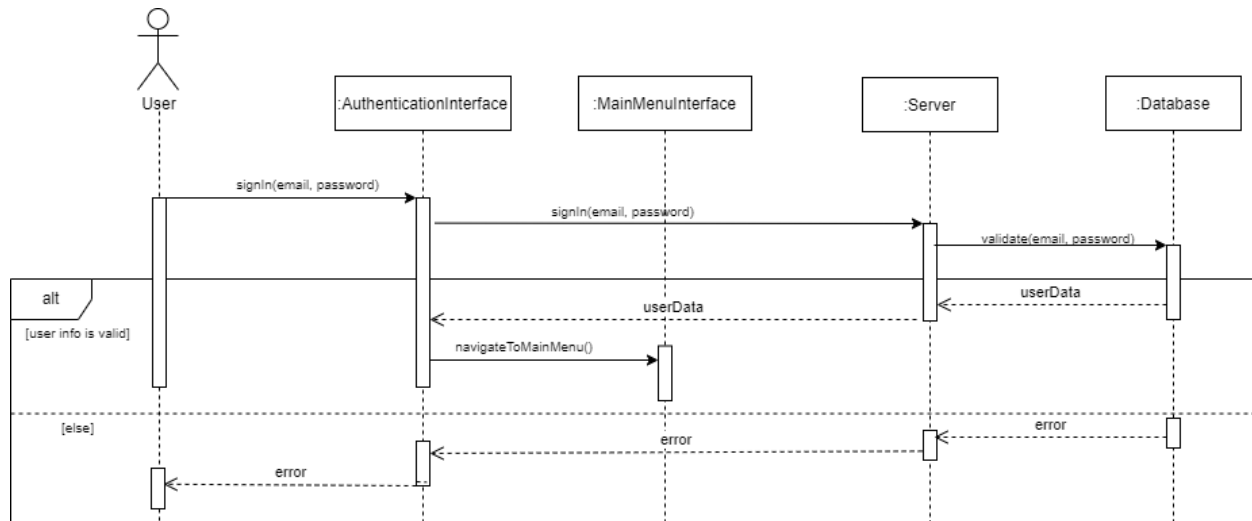 User
:AuthenticationInterface
:MainMenuInterface
:Server
:Database
signIn(email, password)
signIn(email, password)
validate(email, password)
alt
userData
userData
[user info is valid]
navigateToMainMenu()
[else]
error
error
error